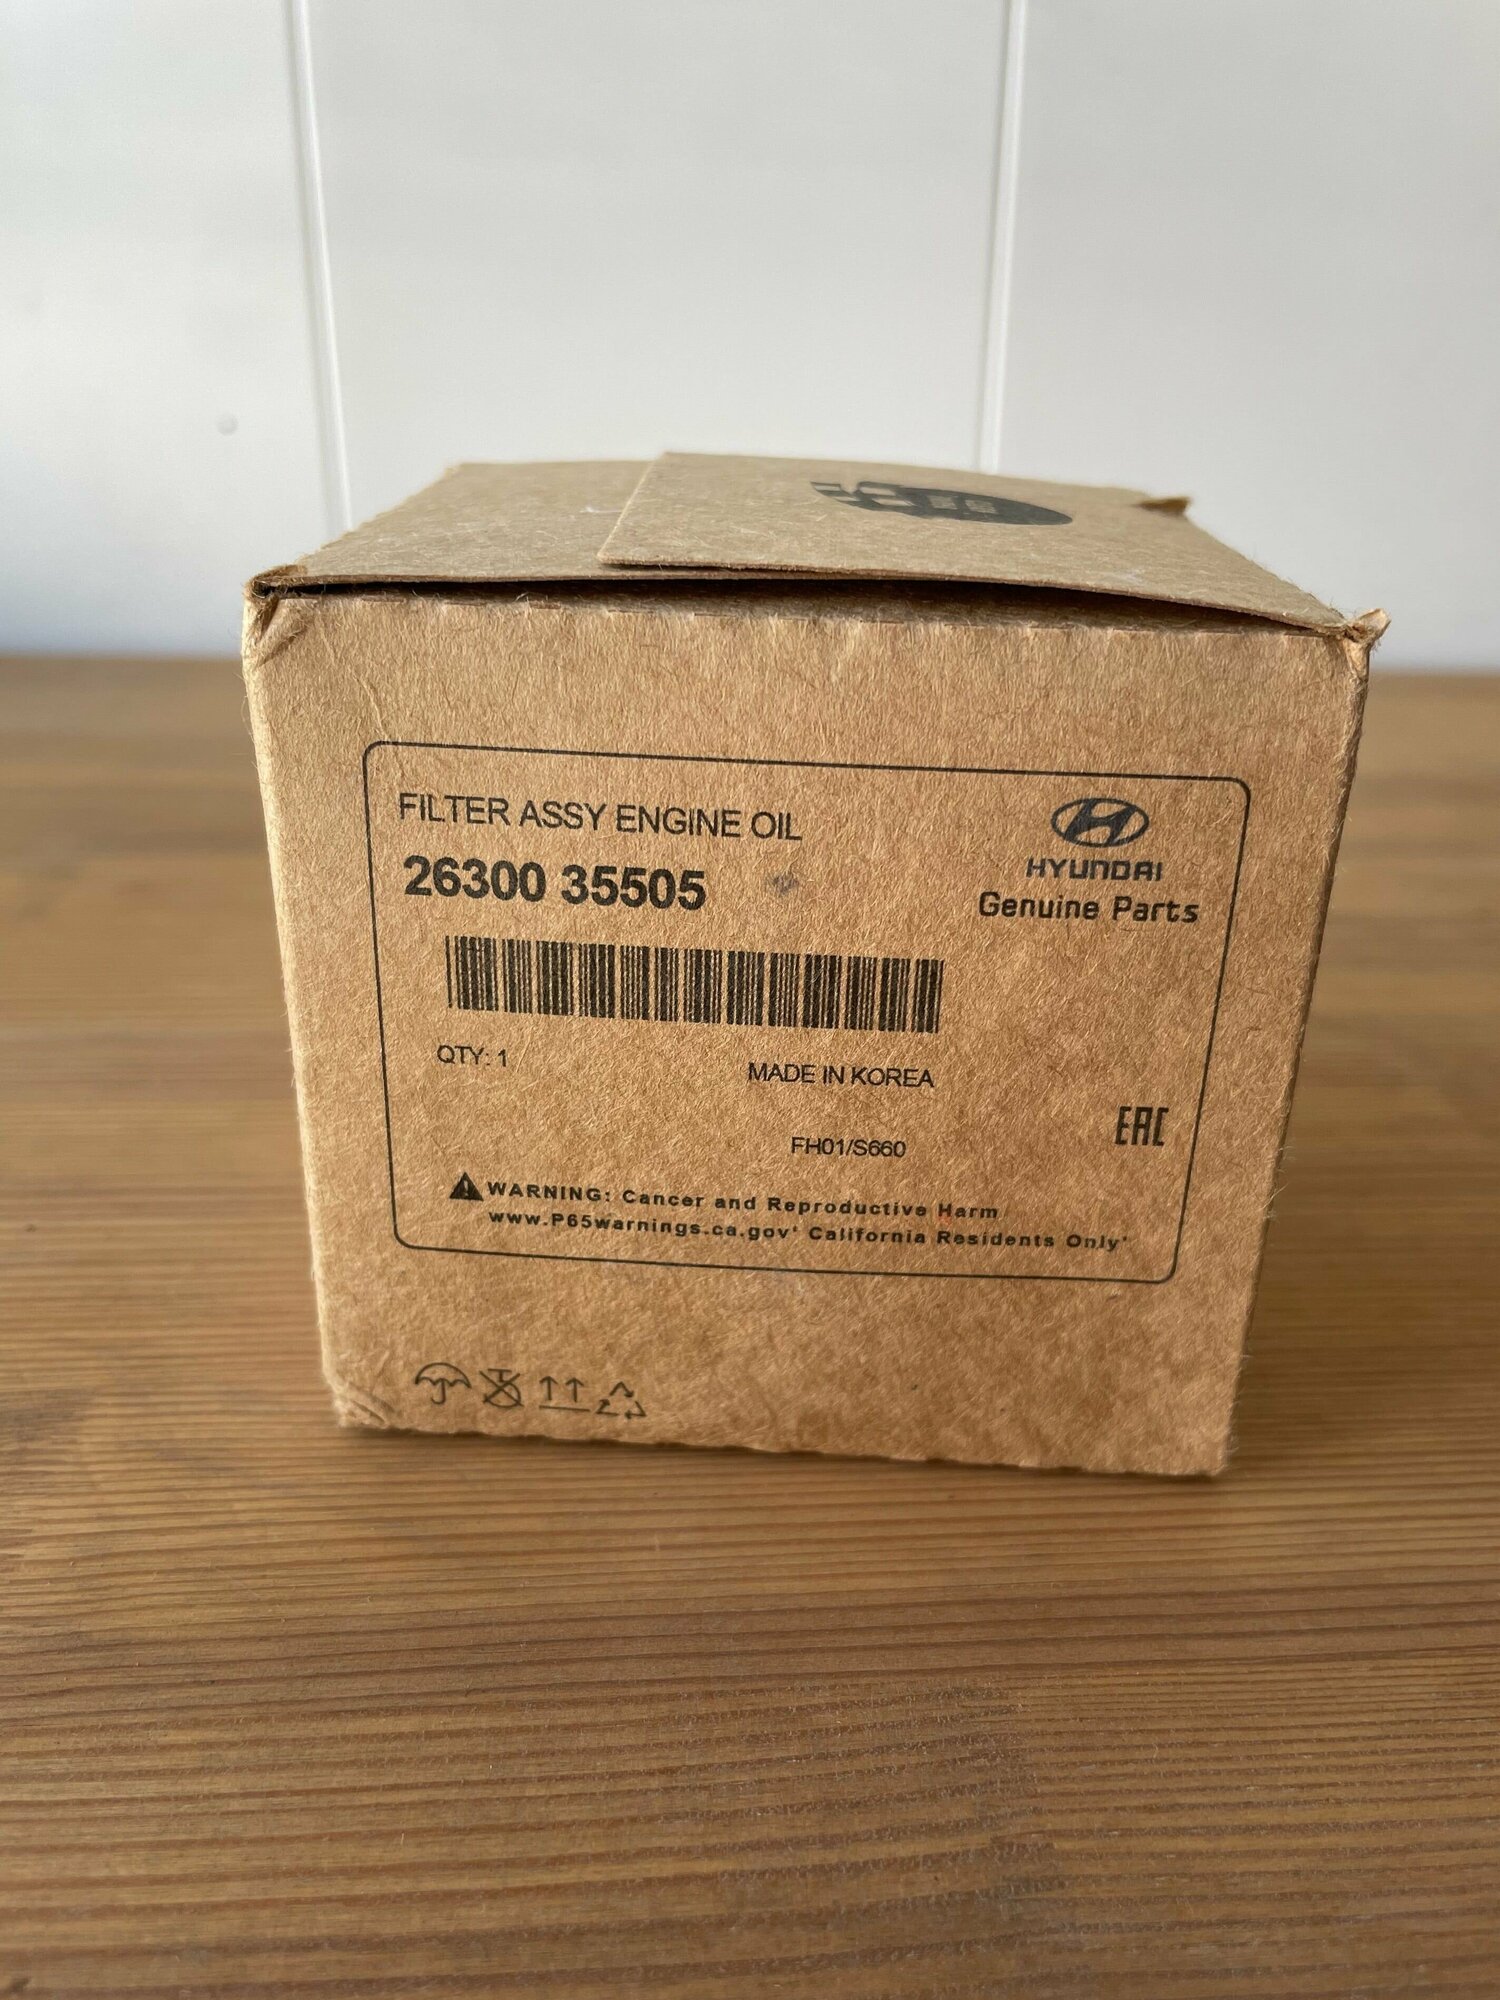 FILTER ASSY ENGINE OIL
26300 35505
HYUNDAI
Genuine Parts
QTY: 1
MADE IN KOREA
EAC
FH01/S660
WARNING: Cancer and Reproductive Harm
www.P65warnings.ca.gov' California Residents Only'